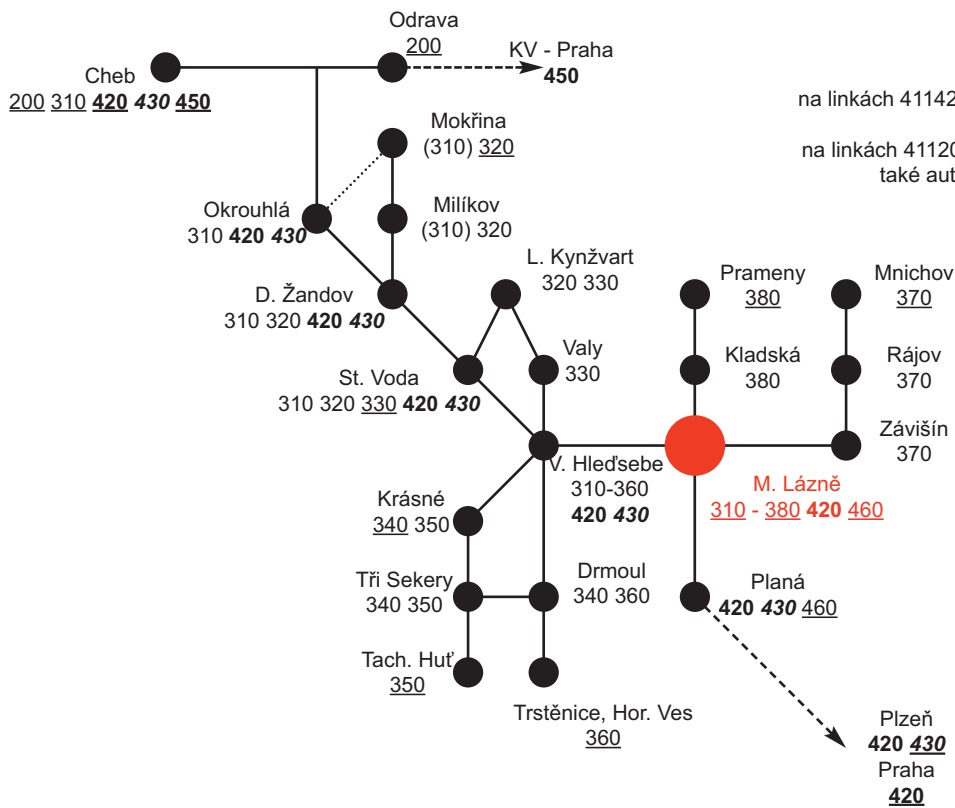 Odrava
200
KV - Praha
450
Cheb
200 310 420 430 450
na linkách 41142
na linkách 41120
také aut
Mokřina
(310) 320
Okrouhlá
310 420 430
Milíkov
(310) 320
L. Kynžvart
320 330
Prameny
380
Mnichov
370
D. Žandov
310 320 420 430
Valy
330
Kladská
380
Rájov
370
St. Voda
310 320 330 420 430
Závišín
370
V. Hleďsebe
310-360
420 430
M. Lázně
310 - 380 420 460
Krásné
340 350
Tři Sekery
340 350
Drmoul
340 360
Planá
420 430 460
Tach. Huť
350
Trstěnice, Hor. Ves
360
Plzeň
420 430
Praha
420